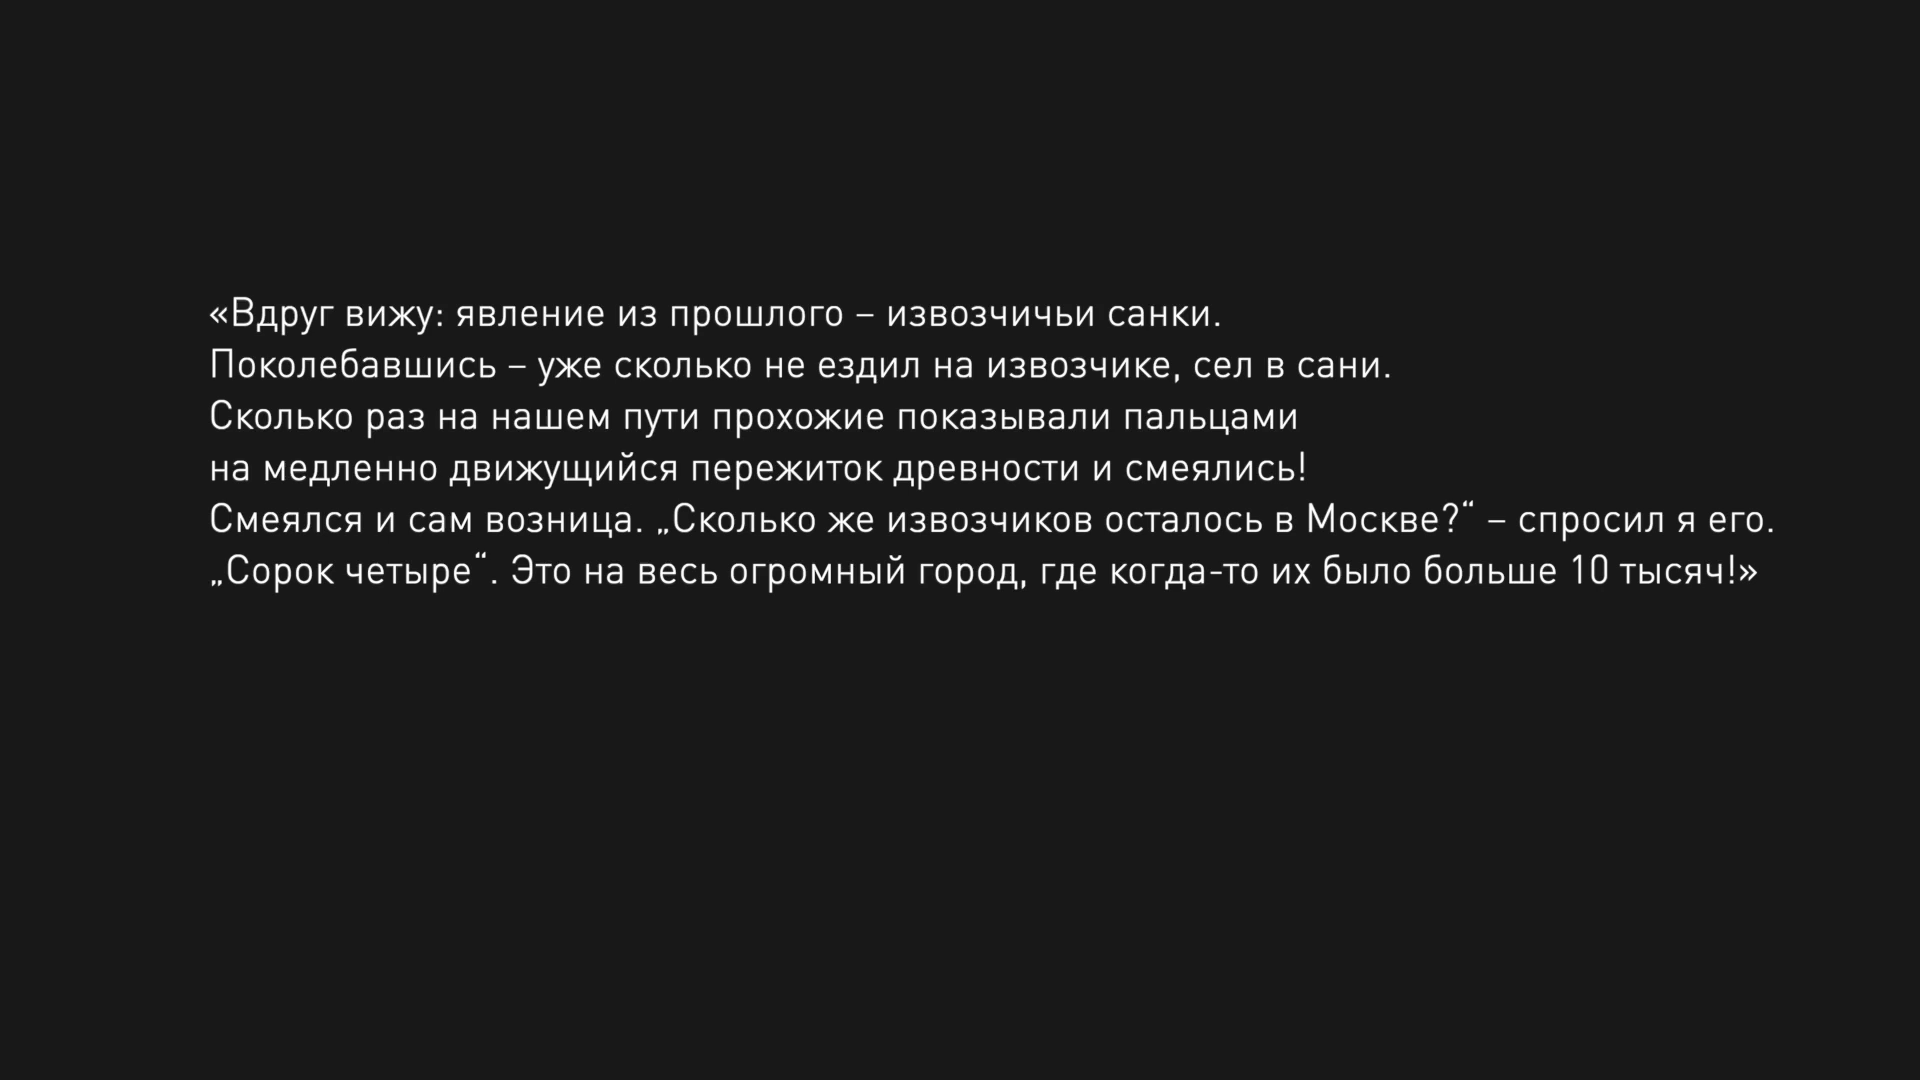 «Вдруг вижу: явление из прошлого – извозчичьи санки.
Поколебавшись – уже сколько не ездил на извозчике, сел в сани.
Сколько раз на нашем пути прохожие показывали пальцами
на медленно движущийся пережиток древности и смеялись!
Смеялся и сам возница. „Сколько же извозчиков осталось в Москве?“ – спросил я его.
„Сорок четыре“. Это на весь огромный город, где когда-то их было больше 10 тысяч!»